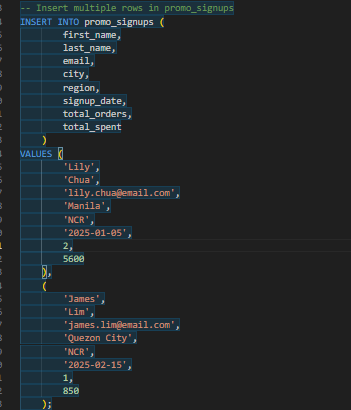 -- Insert multiple rows in promo_signups
INSERT INTO promo_signups (
first_name,
last_name,
email,
city,
region,
signup_date,
total_orders,
total_spent
)
VALUES (
'Lily',
'Chua',
'lily.chua@email.com',
'Manila',
'NCR',
'2025-01-05',
2,
5600
),
(
'James',
'Lim',
'james.lim@email.com',
'Quezon City',
'NCR',
'2025-02-15',
1,
850
);